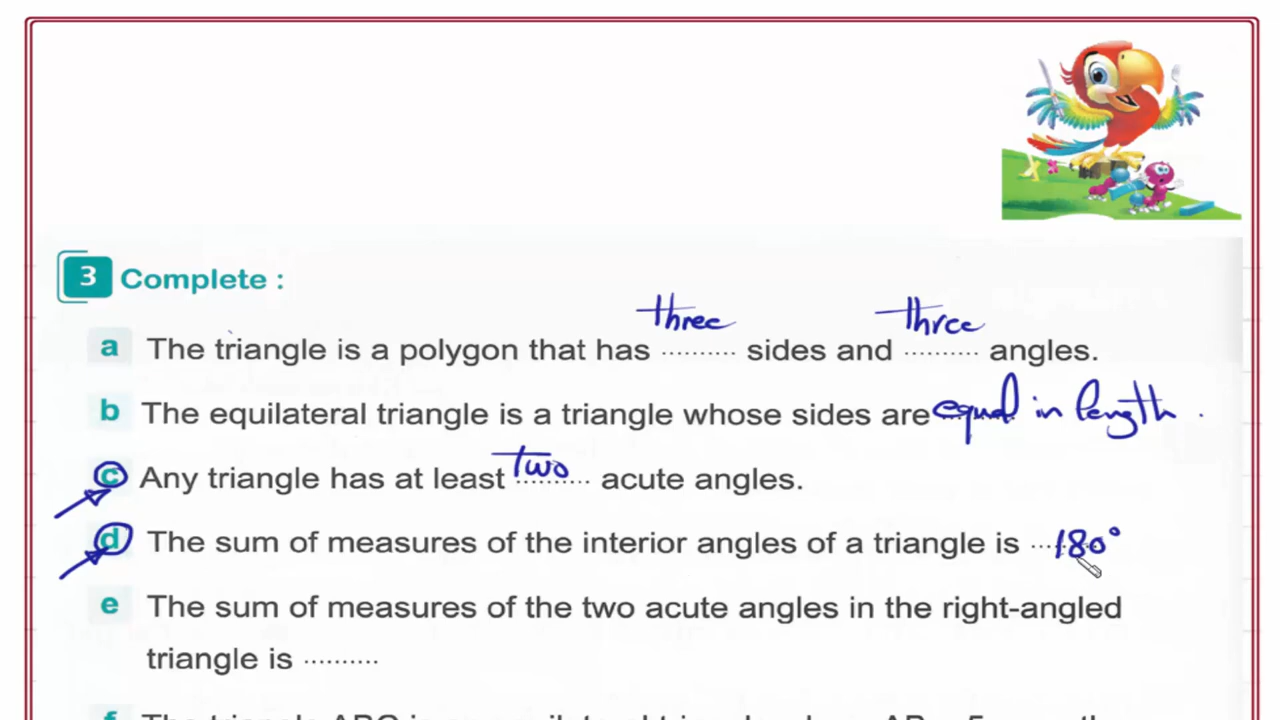 3 Complete :
a The triangle is a polygon that has three sides and three angles.
b The equilateral triangle is a triangle whose sides are equal in length.
c Any triangle has at least two acute angles.
d The sum of measures of the interior angles of a triangle is 180°
e The sum of measures of the two acute angles in the right-angled
triangle is ..........